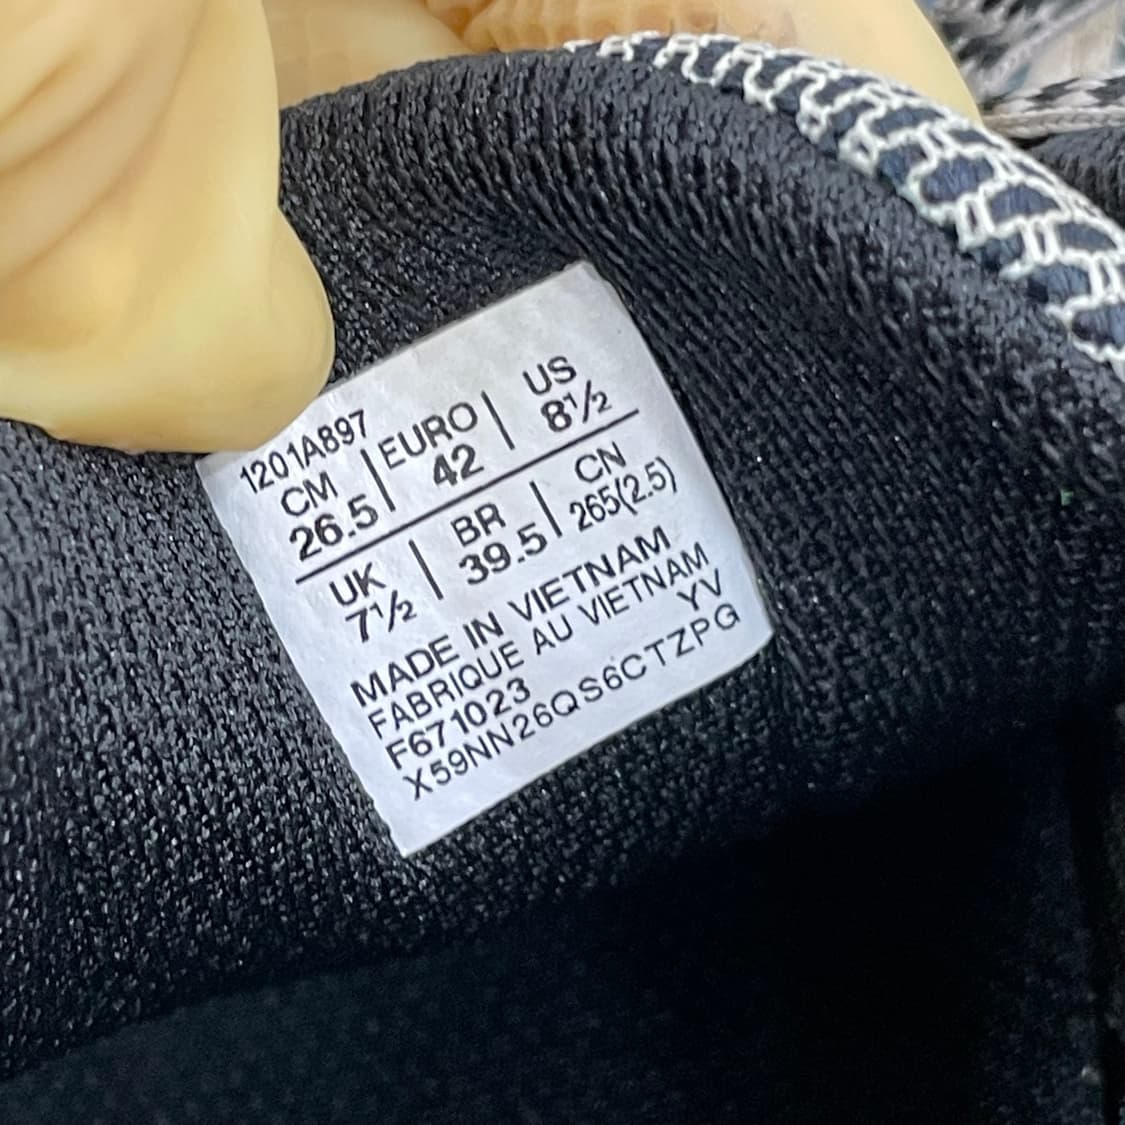 1201A897
CM | EURO | US
26.5 | 42 | 8½
UK | BR | CN
7½ | 39.5 | 265(2.5)
MADE IN VIETNAM
FABRIQUE AU VIETNAM
F671023 YV
X59NN26QS6CTZPG